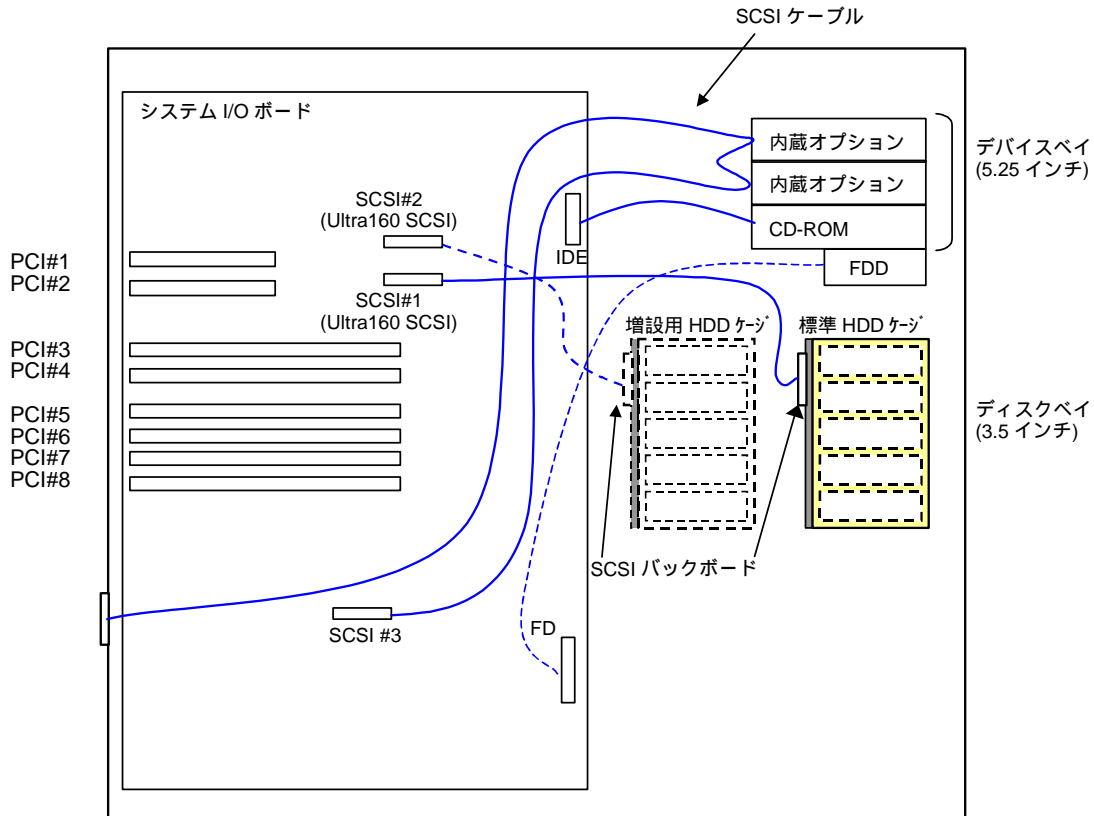 SCSI ケーブル
システム I/O ボード
内蔵オプション
内蔵オプション
CD-ROM
FDD
デバイスベイ
(5.25 インチ)
SCSI#2
(Ultra160 SCSI)
IDE
PCI#1
PCI#2
SCSI#1
(Ultra160 SCSI)
増設用 HDD ｹｰｼﾞ
標準 HDD ｹｰｼﾞ
PCI#3
PCI#4
PCI#5
PCI#6
PCI#7
PCI#8
ディスクベイ
(3.5 インチ)
SCSI バックボード
SCSI #3
FD